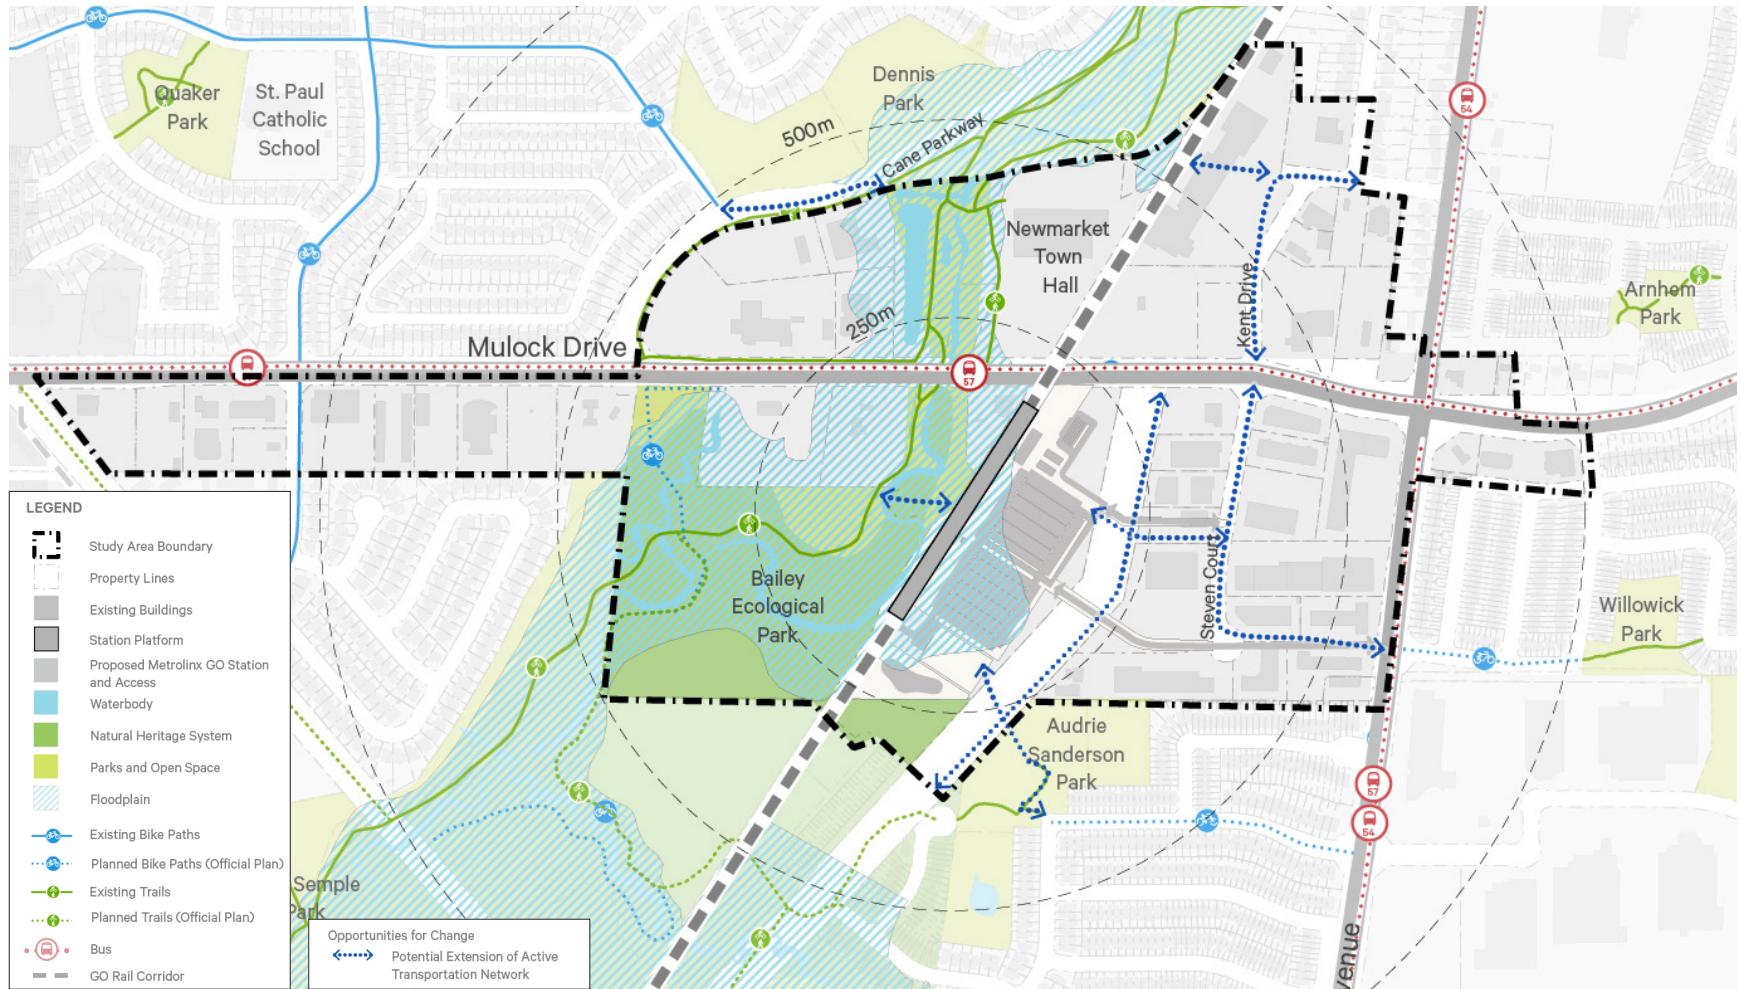 Quaker
Park
St. Paul
Catholic
School
Dennis
Park
500m
Cane Parkway
54
Newmarket
Town
Hall
250m
Kent Drive
Arnhem
Park
Mulock Drive
57
Bailey
Ecological
Park
Steven Court
Willowick
Park
Audrie
Sanderson
Park
57
54
Semple
Park
venue
LEGEND
Study Area Boundary
Property Lines
Existing Buildings
Station Platform
Proposed Metrolinx GO Station
and Access
Waterbody
Natural Heritage System
Parks and Open Space
Floodplain
Existing Bike Paths
Planned Bike Paths (Official Plan)
Existing Trails
Planned Trails (Official Plan)
Bus
GO Rail Corridor
Opportunities for Change
Potential Extension of Active
Transportation Network